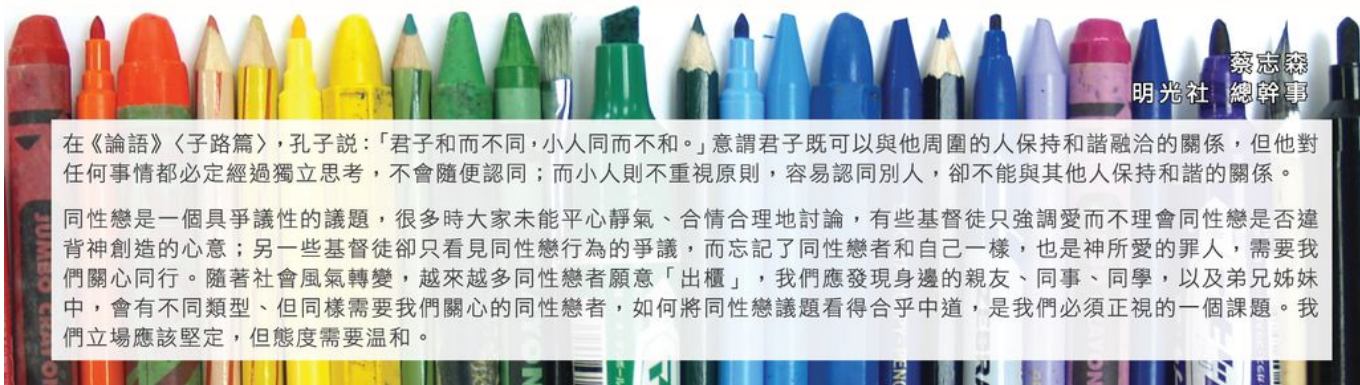 蔡志森
明光社 總幹事
在《論語》〈子路篇〉，孔子説：「君子和而不同，小人同而不和。」意謂君子既可以與他周圍的人保持和諧融洽的關係，但他對
任何事情都必定經過獨立思考，不會隨便認同；而小人則不重視原則，容易認同別人，卻不能與其他人保持和諧的關係。
同性戀是一個具爭議性的議題，很多時大家未能平心靜氣、合情合理地討論，有些基督徒只強調愛而不理會同性戀是否違
背神創造的心意；另一些基督徒卻只看見同性戀行為的爭議，而忘記了同性戀者和自己一樣，也是神所愛的罪人，需要我
們關心同行。隨著社會風氣轉變，越來越多同性戀者願意「出櫃」，我們應發現身邊的親友、同事、同學，以及弟兄姊妹
中，會有不同類型、但同樣需要我們關心的同性戀者，如何將同性戀議題看得合乎中道，是我們必須正視的一個課題。我
們立場應該堅定，但態度需要温和。
JUMBO